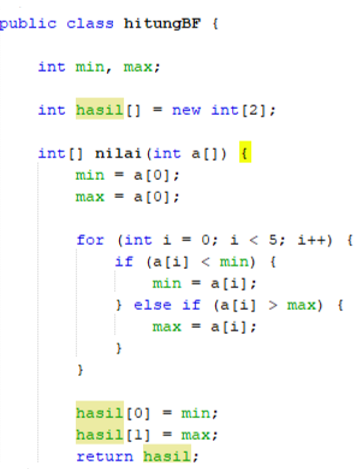 public class hitungBF {
int min, max;
int hasil[] = new int[2];
int[] nilai(int a[]) {
min = a[0];
max = a[0];
for (int i = 0; i < 5; i++) {
if (a[i] < min) {
min = a[i];
} else if (a[i] > max) {
max = a[i];
}
}
hasil[0] = min;
hasil[1] = max;
return hasil;